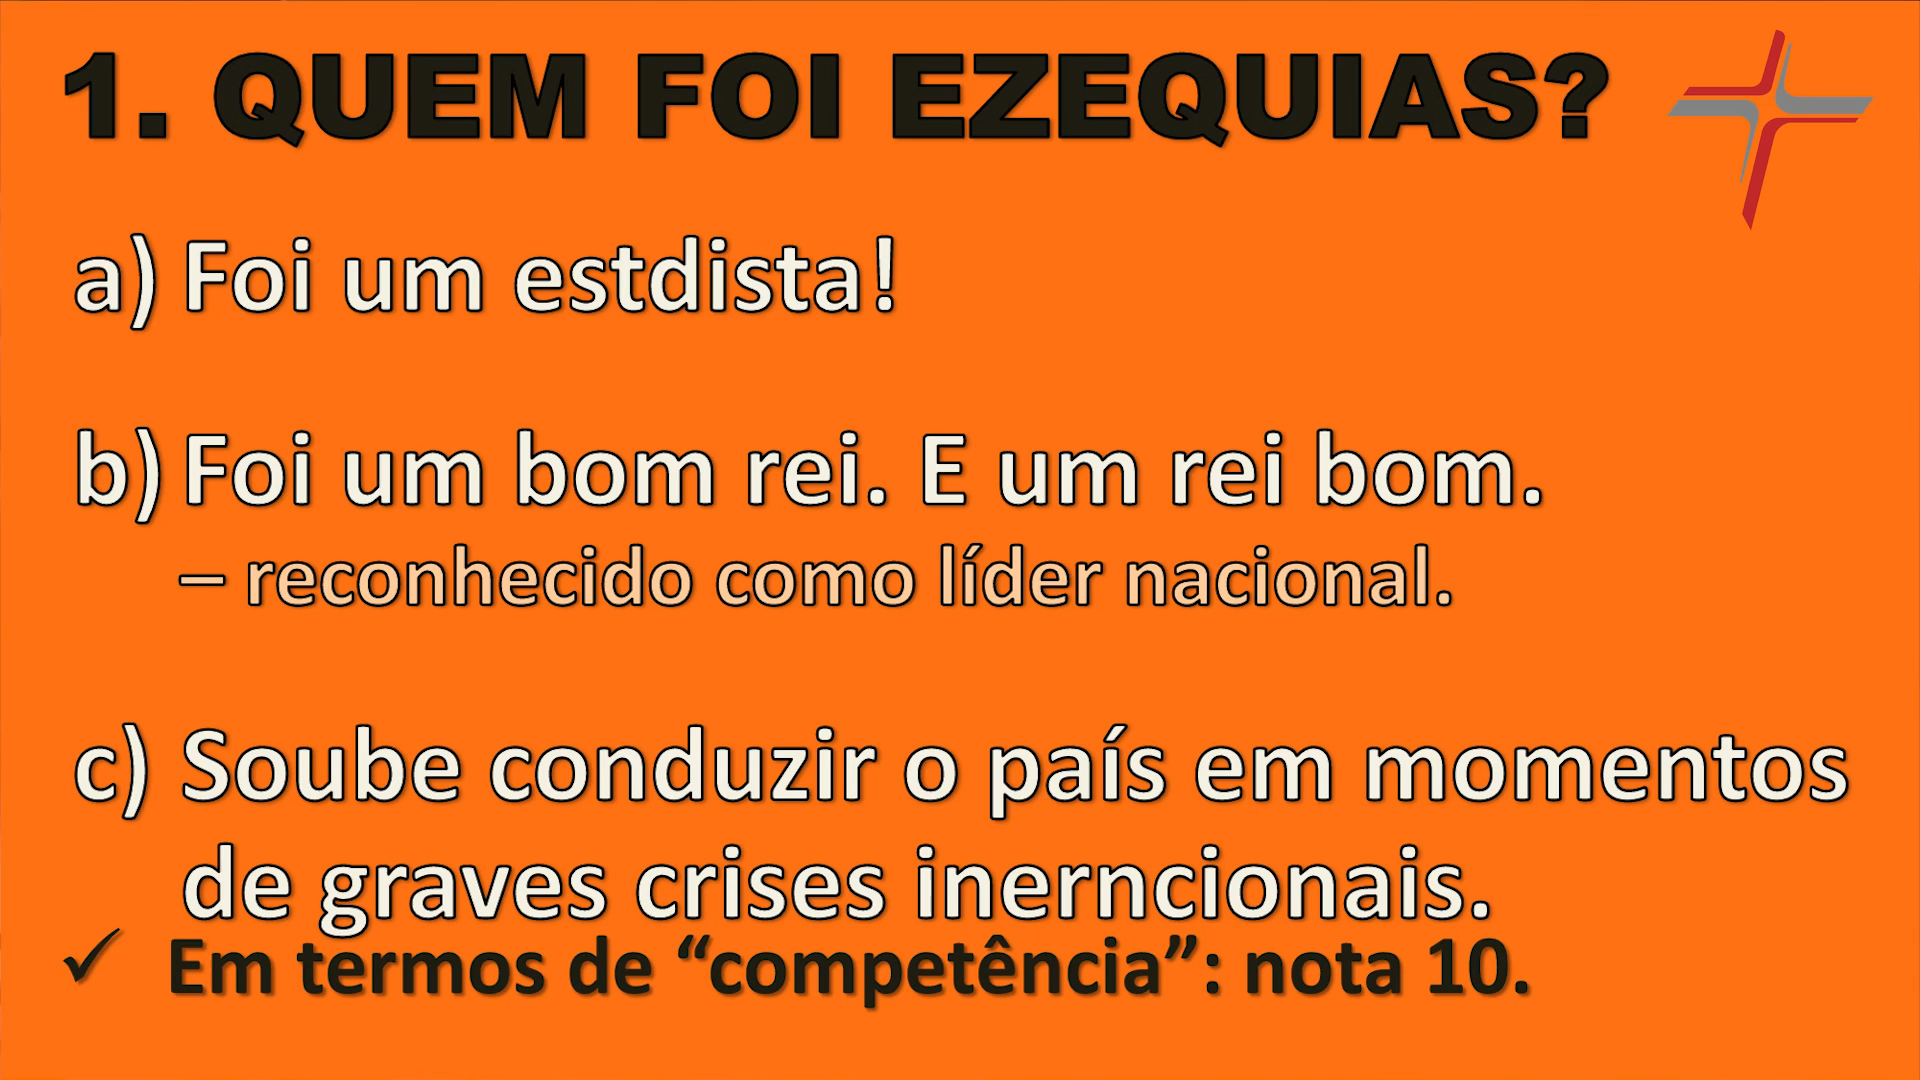 1. QUEM FOI EZEQUIAS?
a) Foi um estdista!
b) Foi um bom rei. E um rei bom.
– reconhecido como líder nacional.
c) Soube conduzir o país em momentos
de graves crises inerncionais.
✓ Em termos de “competência”: nota 10.